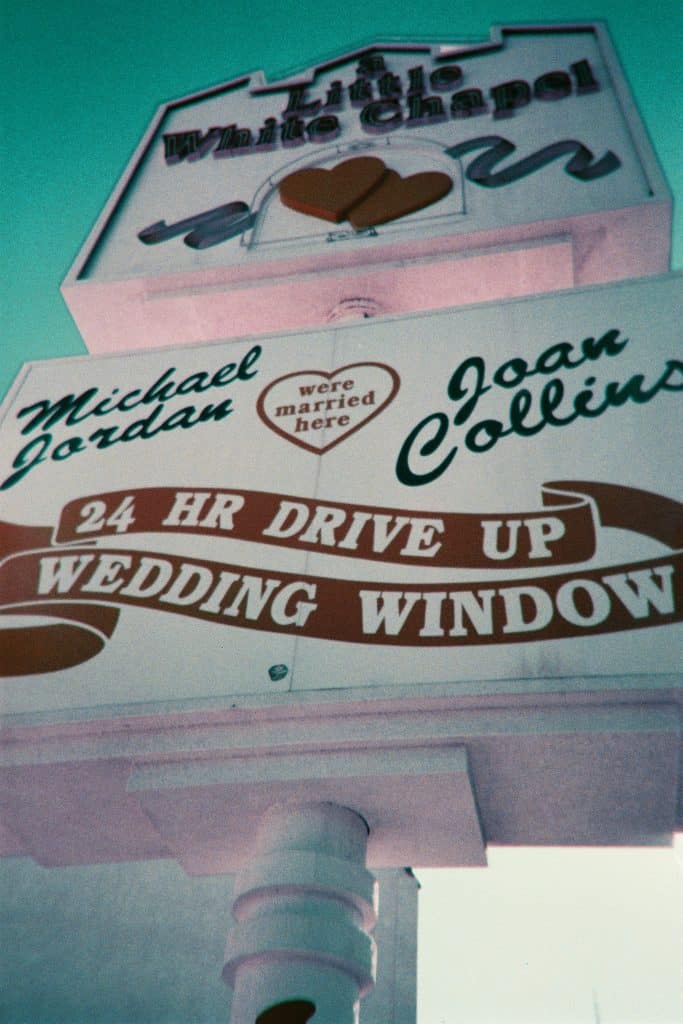 a
Little
White Chapel
Michael
Jordan
were
married
here
Joan
Collins
24 HR DRIVE UP
WEDDING WINDOW